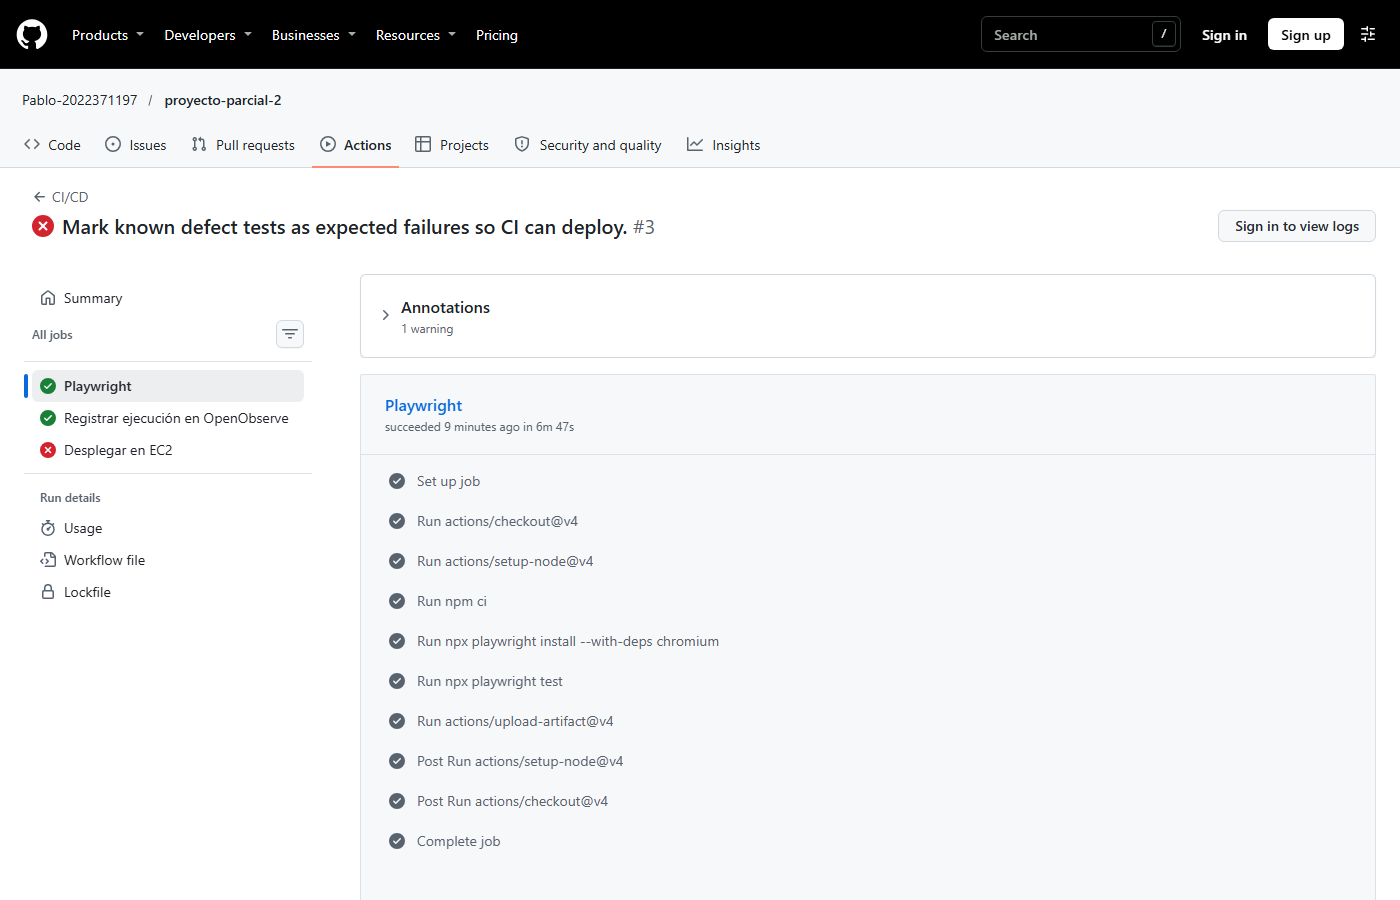 Products
Developers
Businesses
Resources
Pricing
Search
/
Sign in
Sign up
Pablo-2022371197 / proyecto-parcial-2
Code
Issues
Pull requests
Actions
Projects
Security and quality
Insights
CI/CD
Mark known defect tests as expected failures so CI can deploy. #3
Sign in to view logs
Summary
All jobs
Playwright
Registrar ejecución en OpenObserve
Desplegar en EC2
Run details
Usage
Workflow file
Lockfile
Annotations
1 warning
Playwright
succeeded 9 minutes ago in 6m 47s
Set up job
Run actions/checkout@v4
Run actions/setup-node@v4
Run npm ci
Run npx playwright install --with-deps chromium
Run npx playwright test
Run actions/upload-artifact@v4
Post Run actions/setup-node@v4
Post Run actions/checkout@v4
Complete job